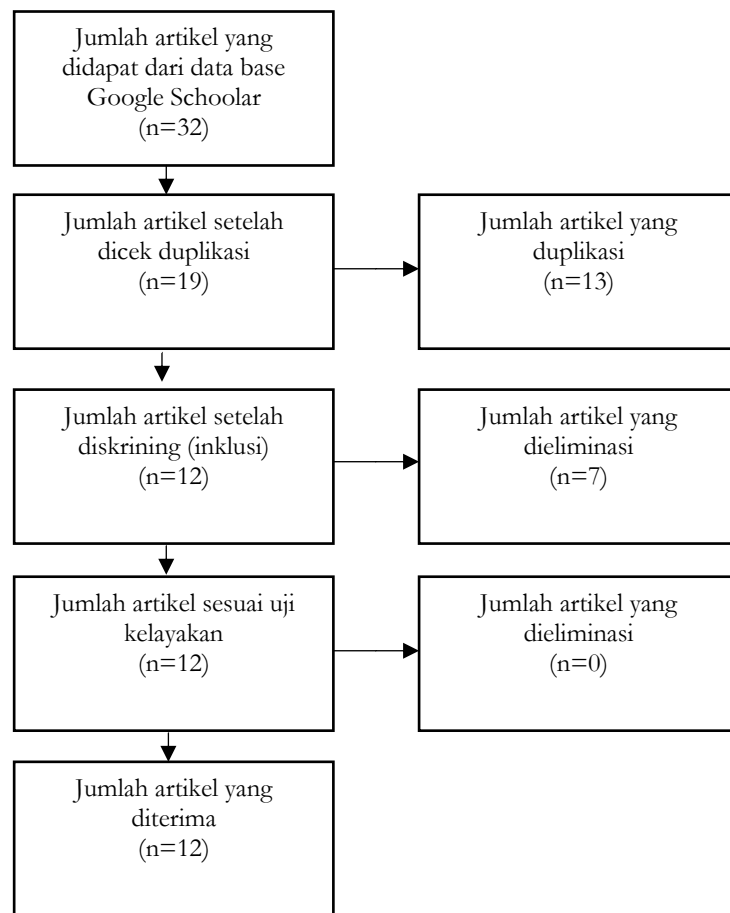 Jumlah artikel yang
didapat dari data base
Google Schoolar
(n=32)
Jumlah artikel setelah
dicek duplikasi
(n=19)
Jumlah artikel yang
duplikasi
(n=13)
Jumlah artikel setelah
diskrining (inklusi)
(n=12)
Jumlah artikel yang
dieliminasi
(n=7)
Jumlah artikel sesuai uji
kelayakan
(n=12)
Jumlah artikel yang
dieliminasi
(n=0)
Jumlah artikel yang
diterima
(n=12)